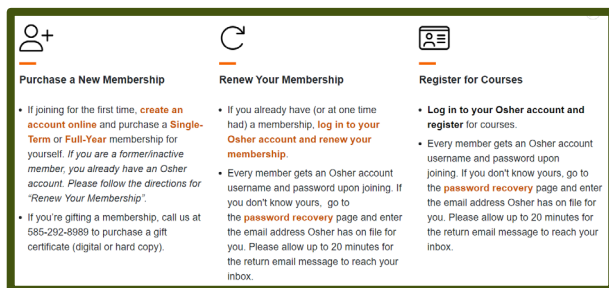 Purchase a New Membership
• If joining for the first time, create an
account online and purchase a Single-
Term or Full-Year membership for
yourself. If you are a former/inactive
member, you already have an Osher
account. Please follow the directions for
“Renew Your Membership”.
• If you're gifting a membership, call us at
585-292-8989 to purchase a gift
certificate (digital or hard copy).
Renew Your Membership
• If you already have (or at one time
had) a membership, log in to your
Osher account and renew your
membership.
• Every member gets an Osher account
username and password upon joining. If
you don't know yours, go to
the password recovery page and enter
the email address Osher has on file for
you. Please allow up to 20 minutes for
the return email message to reach your
inbox.
Register for Courses
• Log in to your Osher account and
register for courses.
• Every member gets an Osher account
username and password upon
joining. If you don't know yours, go to
the password recovery page and enter
the email address Osher has on file for
you. Please allow up to 20 minutes for
the return email message to reach your
inbox.